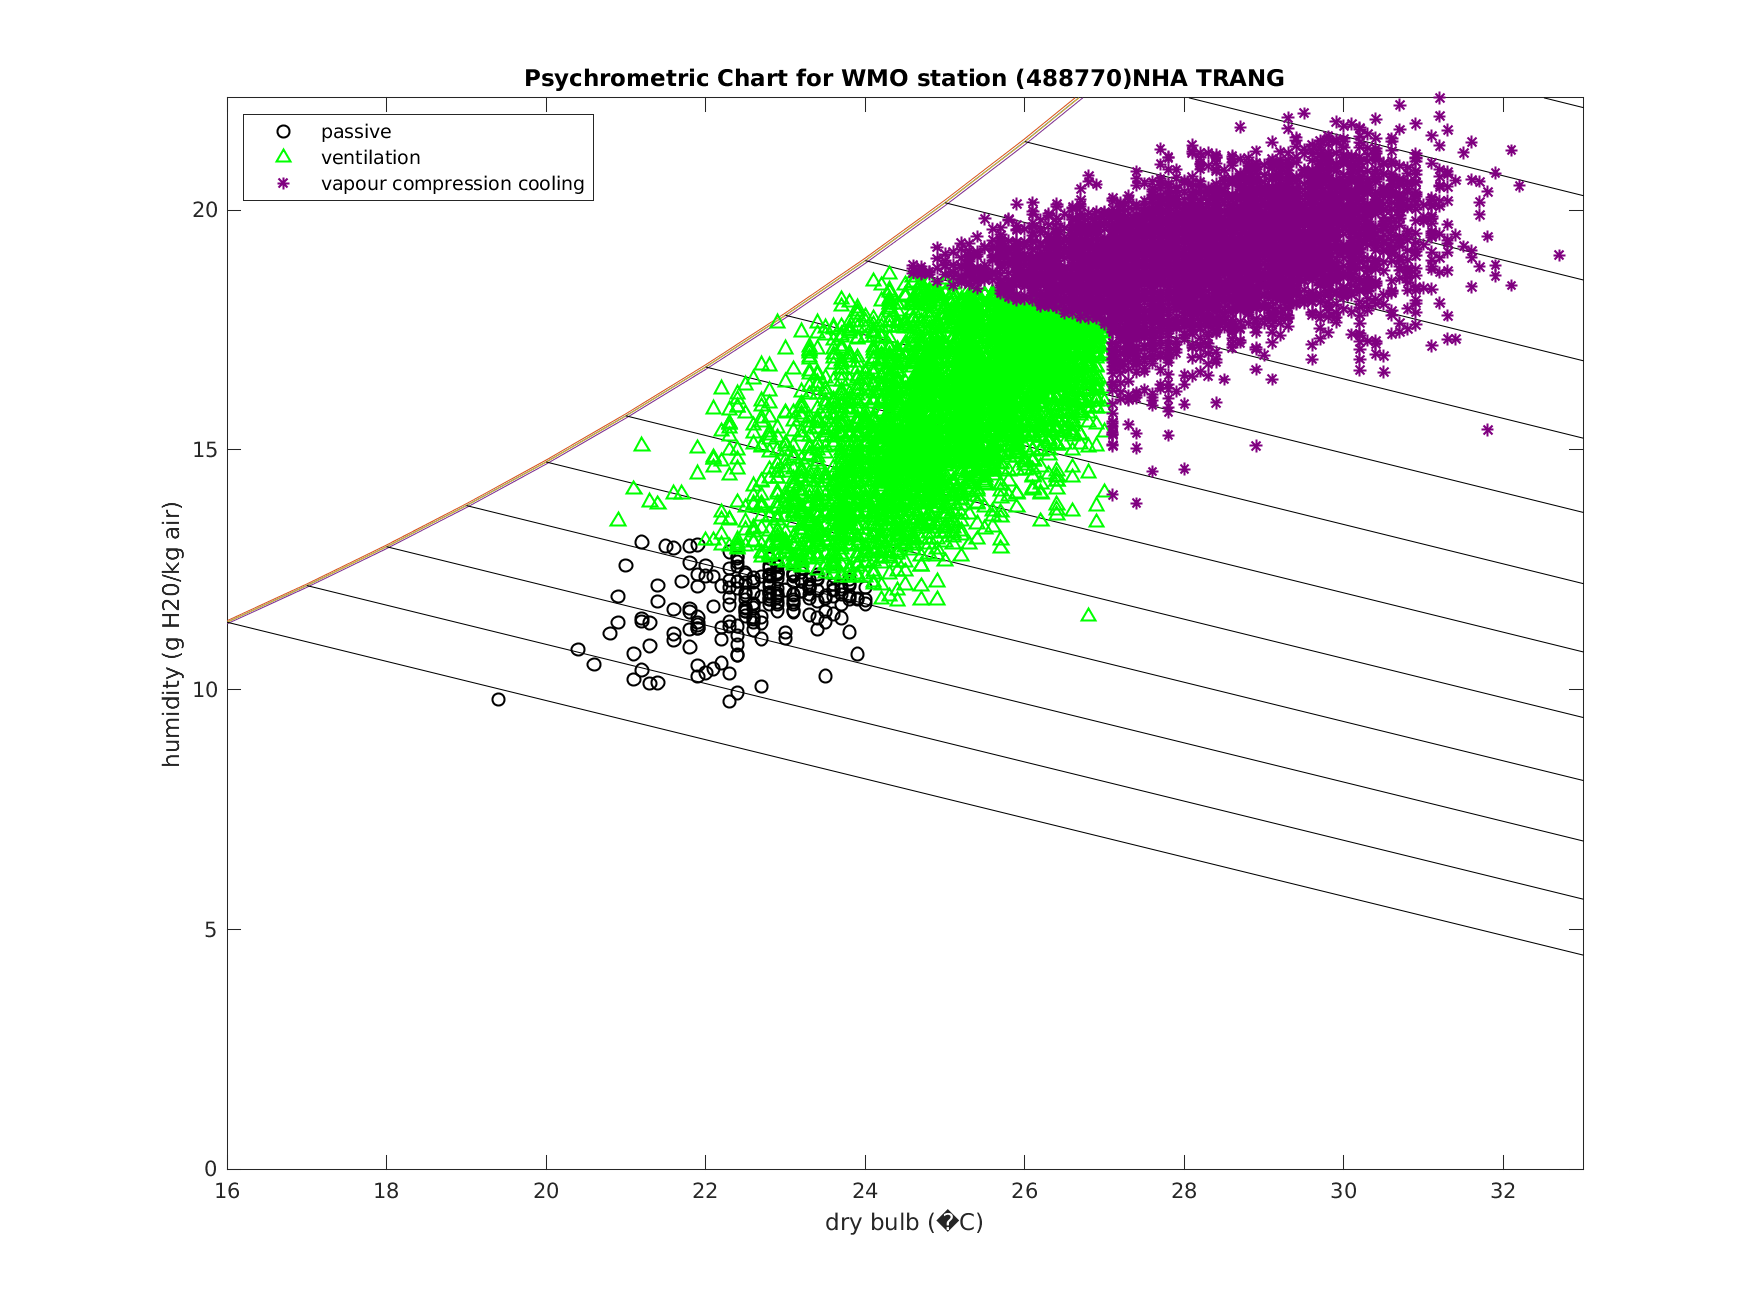 Psychrometric Chart for WMO station (488770)NHA TRANG
passive
ventilation
vapour compression cooling
20
15
10
5
0
humidity (g H20/kg air)
16 18 20 22 24 26 28 30 32
dry bulb (�C)